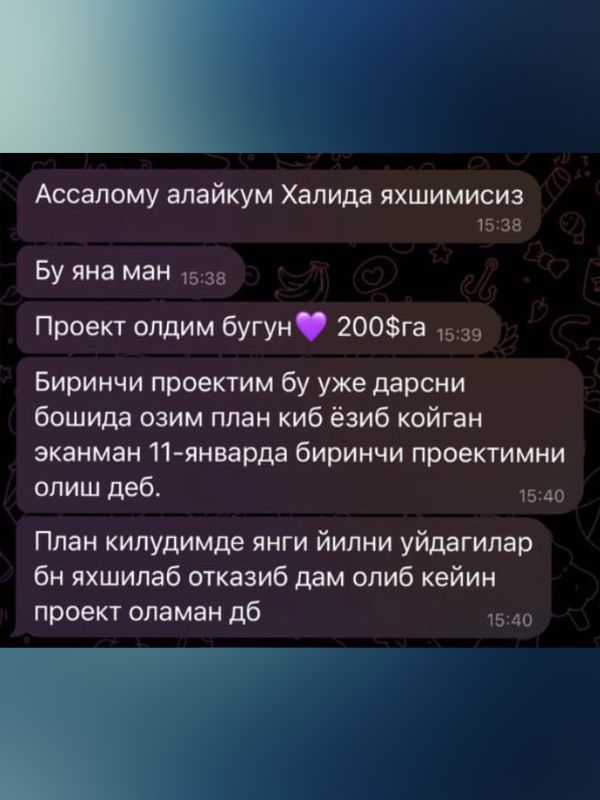 Ассалому алайкум Халида яхшимисиз
15:38
Бу яна ман 15:38
Проект олдим бугун💜 200$га 15:39
Биринчи проектим бу уже дарсни
бошида озим план киб ёзиб койган
эканман 11-январда биринчи проектимни
олиш деб.
15:40
План килудимде янги йилни уйдагилар
бн яхшилаб отказиб дам олиб кейин
проект оламан дб
15:40